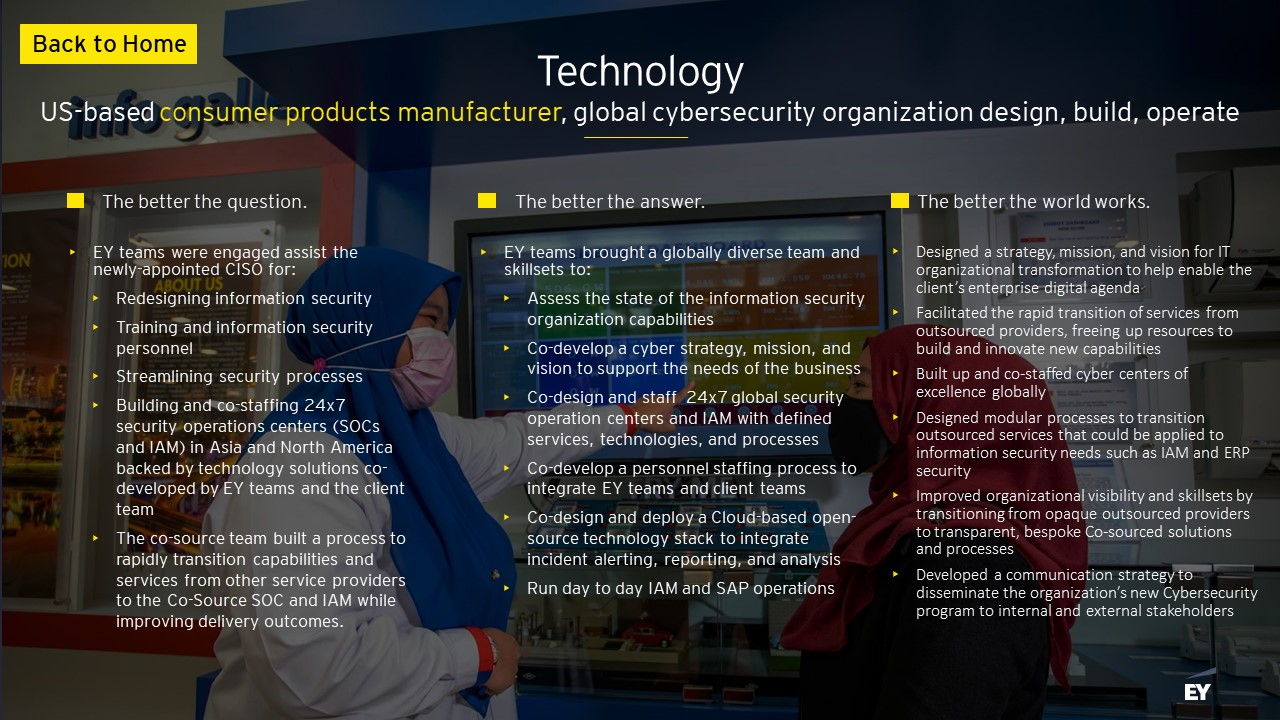 Back to Home
Technology
US-based consumer products manufacturer, global cybersecurity organization design, build, operate
info gall
The better the question.
EY teams were engaged assist the
newly-appointed CISO for:
Redesigning information security
Training and information security
personnel
Streamlining security processes
Building and co-staffing 24x7
security operations centers (SOCs
and IAM) in Asia and North America
backed by technology solutions co-
developed by EY teams and the client
team
The co-source team built a process to
rapidly transition capabilities and
services from other service providers
to the Co-Source SOC and IAM while
improving delivery outcomes.
ABOUT US
The better the answer.
EY teams brought a globally diverse team and
skillsets to:
Assess the state of the information security
organization capabilities
Co-develop a cyber strategy, mission, and
vision to support the needs of the business
Co-design and staff 24x7 global security
operation centers and IAM with defined
services, technologies, and processes
Co-develop a personnel staffing process to
integrate EY teams and client teams
Co-design and deploy a Cloud-based open-
source technology stack to integrate
incident alerting, reporting, and analysis
Run day to day IAM and SAP operations
The better the world works.
Designed a strategy, mission, and vision for IT
organizational transformation to help enable the
client's enterprise digital agenda
Facilitated the rapid transition of services from
outsourced providers, freeing up resources to
build and innovate new capabilities
Built up and co-staffed cyber centers of
excellence globally
Designed modular processes to transition
outsourced services that could be applied to
information security needs such as IAM and ERP
security
Improved organizational visibility and skillsets by
transitioning from opaque outsourced providers
to transparent, bespoke Co-sourced solutions
and processes
Developed a communication strategy to
disseminate the organization's new Cybersecurity
program to internal and external stakeholders
EY